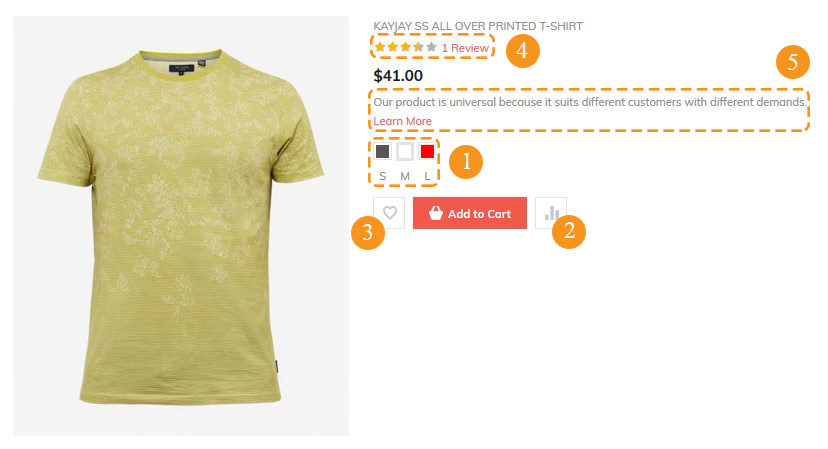 KAYJAY SS ALL OVER PRINTED T-SHIRT
1 Review
4
5
$41.00
Our product is universal because it suits different customers with different demands.
Learn More
1
S M L
Add to Cart
3
2